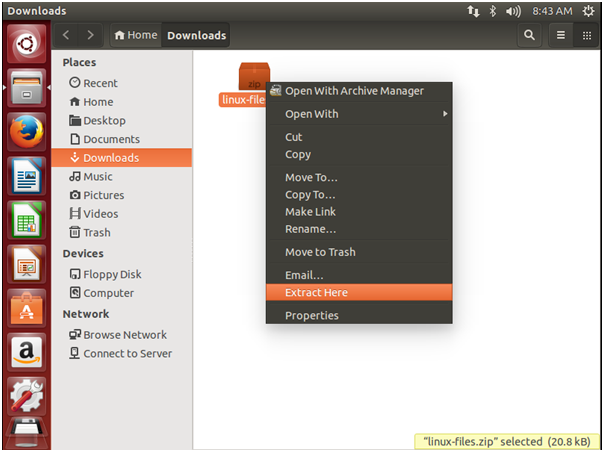 Downloads
8:43 AM
Home
Downloads
Places
Recent
Home
Desktop
Documents
Downloads
Music
Pictures
Videos
Trash
Devices
Floppy Disk
Computer
Network
Browse Network
Connect to Server
zip
linux-file
Open With Archive Manager
Open With
Cut
Copy
Move To...
Copy To...
Make Link
Rename...
Move to Trash
Email...
Extract Here
Properties
"linux-files.zip" selected (20.8 kB)